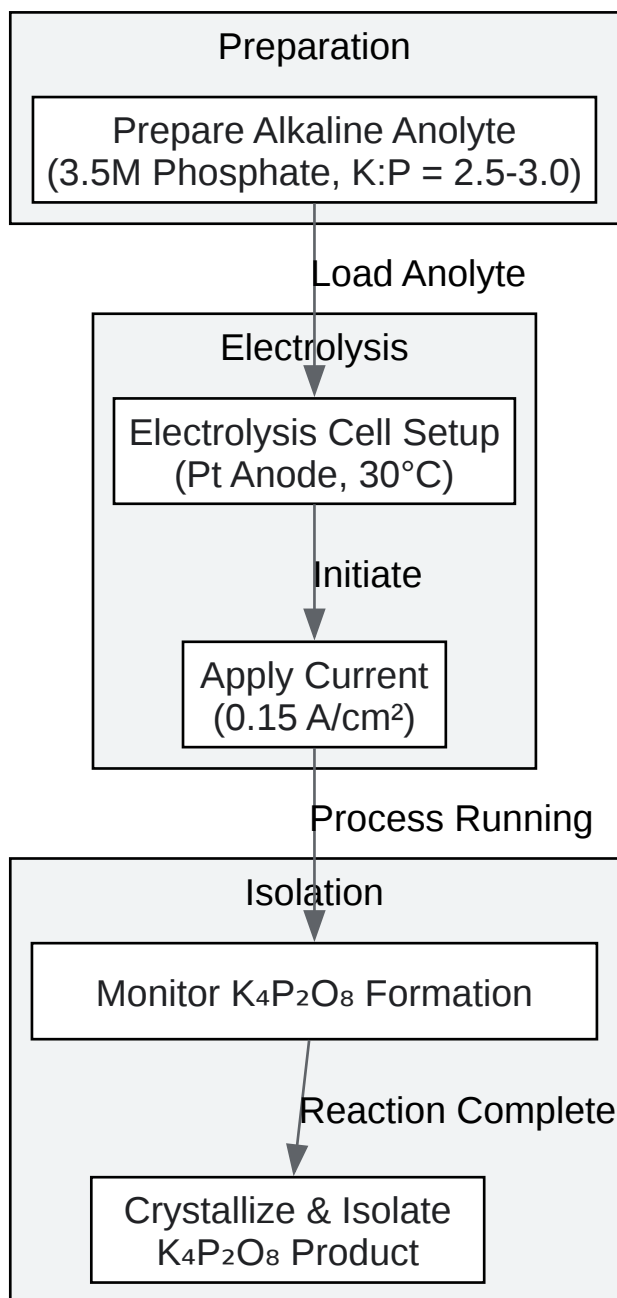 Preparation
Prepare Alkaline Anolyte
(3.5M Phosphate, K:P = 2.5-3.0)
Load Anolyte
Electrolysis
Electrolysis Cell Setup
(Pt Anode, 30°C)
Initiate
Apply Current
(0.15 A/cm²)
Process Running
Isolation
Monitor K₄P₂O₈ Formation
Reaction Complete
Crystallize & Isolate
K₄P₂O₈ Product